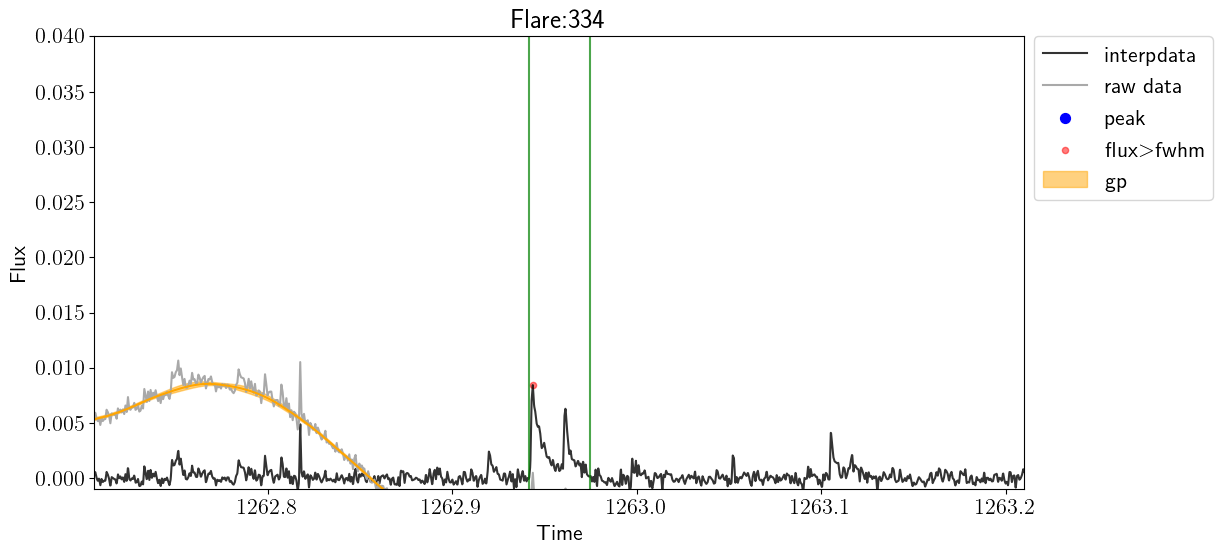 Flare:334
0.040
0.035
0.030
0.025
0.020
0.015
0.010
0.005
0.000
Flux
1262.8 1262.9 1263.0 1263.1 1263.2
Time
interpdata
raw data
peak
flux>fwhm
gp